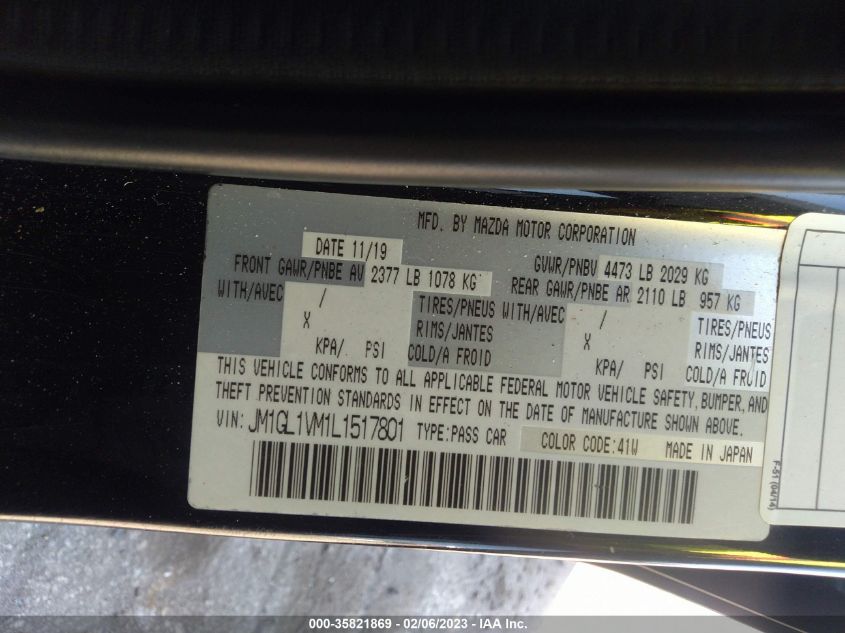 MFD. BY MAZDA MOTOR CORPORATION
DATE 11/19 GVWR/PNBV 4473 LB 2029 KG
FRONT GAWR/PNBE AV 2377 LB 1078 KG REAR GAWR/PNBE AR 2110 LB 957 KG
WITH/AVEC / TIRES/PNEUS WITH/AVEC / TIRES/PNEUS
X RIMS/JANTES X RIMS/JANTES
KPA/ PSI COLD/A FROID KPA/ PSI COLD/A FROID
THIS VEHICLE CONFORMS TO ALL APPLICABLE FEDERAL MOTOR VEHICLE SAFETY, BUMPER, AND
THEFT PREVENTION STANDARDS IN EFFECT ON THE DATE OF MANUFACTURE SHOWN ABOVE.
VIN: JM1GL1VM1L1517801 TYPE:PASS CAR COLOR CODE:41W MADE IN JAPAN
F-51 (04/14)
000-35821869 - 02/06/2023 - IAA Inc.